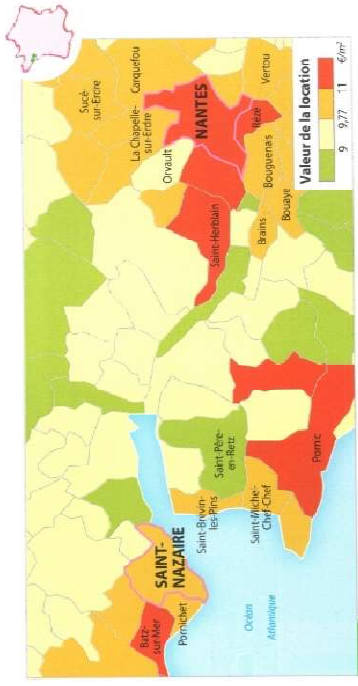 Sucé
sur-Erdre
Carquefou
La Chapelle-
sur-Erdre
Orvault
NANTES
Vertou
Rezé
Bouguenais
Saint-Herblain
Brains
Bouaye
Valeur de la location
9
9,77
11
€/m²
Saint-Père-
en-Retz
Pornic
Saint-Brevin-
les-Pins
Saint-Michel-
Chef-Chef
SAINT-
NAZAIRE
Batz-
sur-Mer
Pornichet
Océan
Atlantique